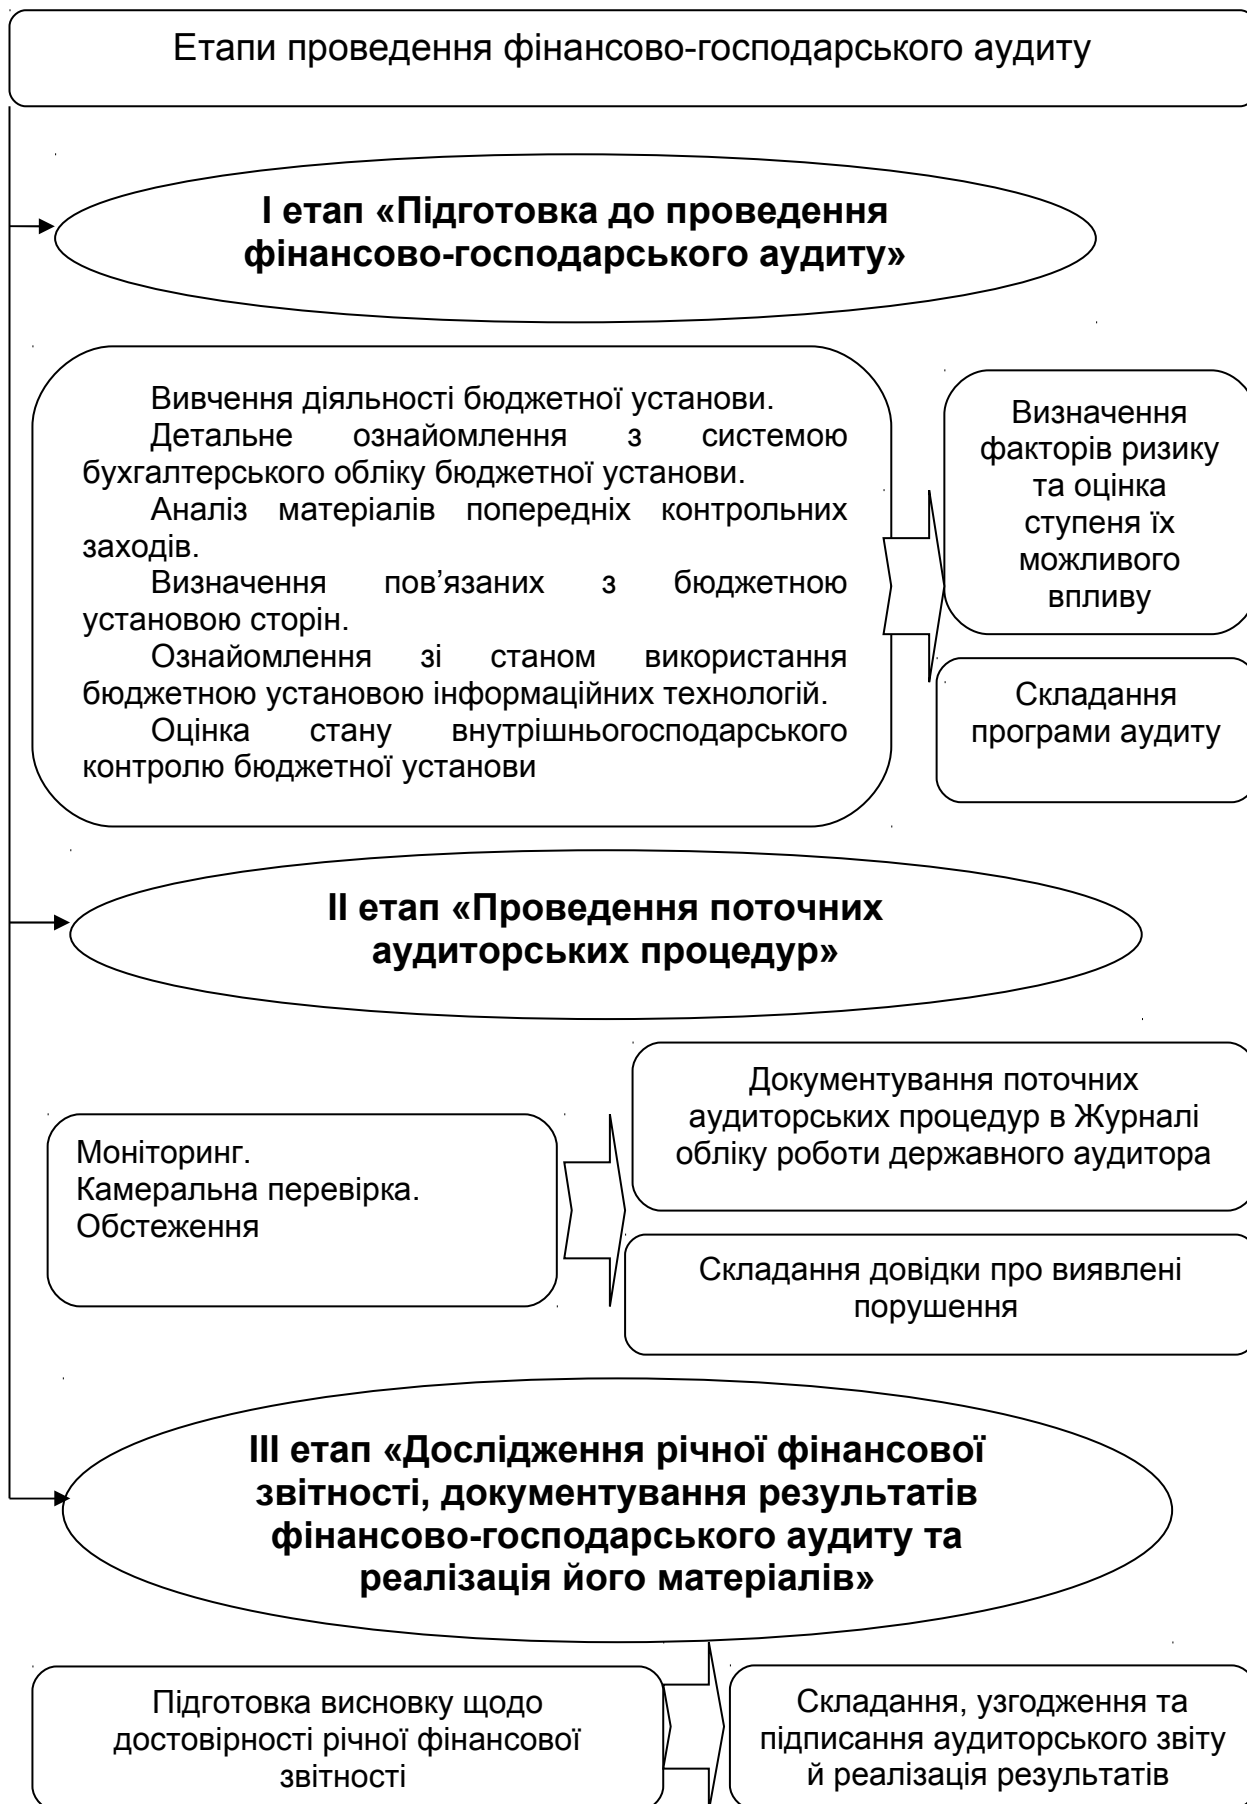 Етапи проведення фінансово-господарського аудиту
І етап «Підготовка до проведення
фінансово-господарського аудиту»
Вивчення діяльності бюджетної установи.
Детальне ознайомлення з системою
бухгалтерського обліку бюджетної установи.
Аналіз матеріалів попередніх контрольних
заходів.
Визначення пов’язаних з бюджетною
установою сторін.
Ознайомлення зі станом використання
бюджетною установою інформаційних технологій.
Оцінка стану внутрішньогосподарського
контролю бюджетної установи
Визначення
факторів ризику
та оцінка
ступеня їх
можливого
впливу
Складання
програми аудиту
ІІ етап «Проведення поточних
аудиторських процедур»
Моніторинг.
Камеральна перевірка.
Обстеження
Документування поточних
аудиторських процедур в Журналі
обліку роботи державного аудитора
Складання довідки про виявлені
порушення
ІІІ етап «Дослідження річної фінансової
звітності, документування результатів
фінансово-господарського аудиту та
реалізація його матеріалів»
Підготовка висновку щодо
достовірності річної фінансової
звітності
Складання, узгодження та
підписання аудиторського звіту
й реалізація результатів